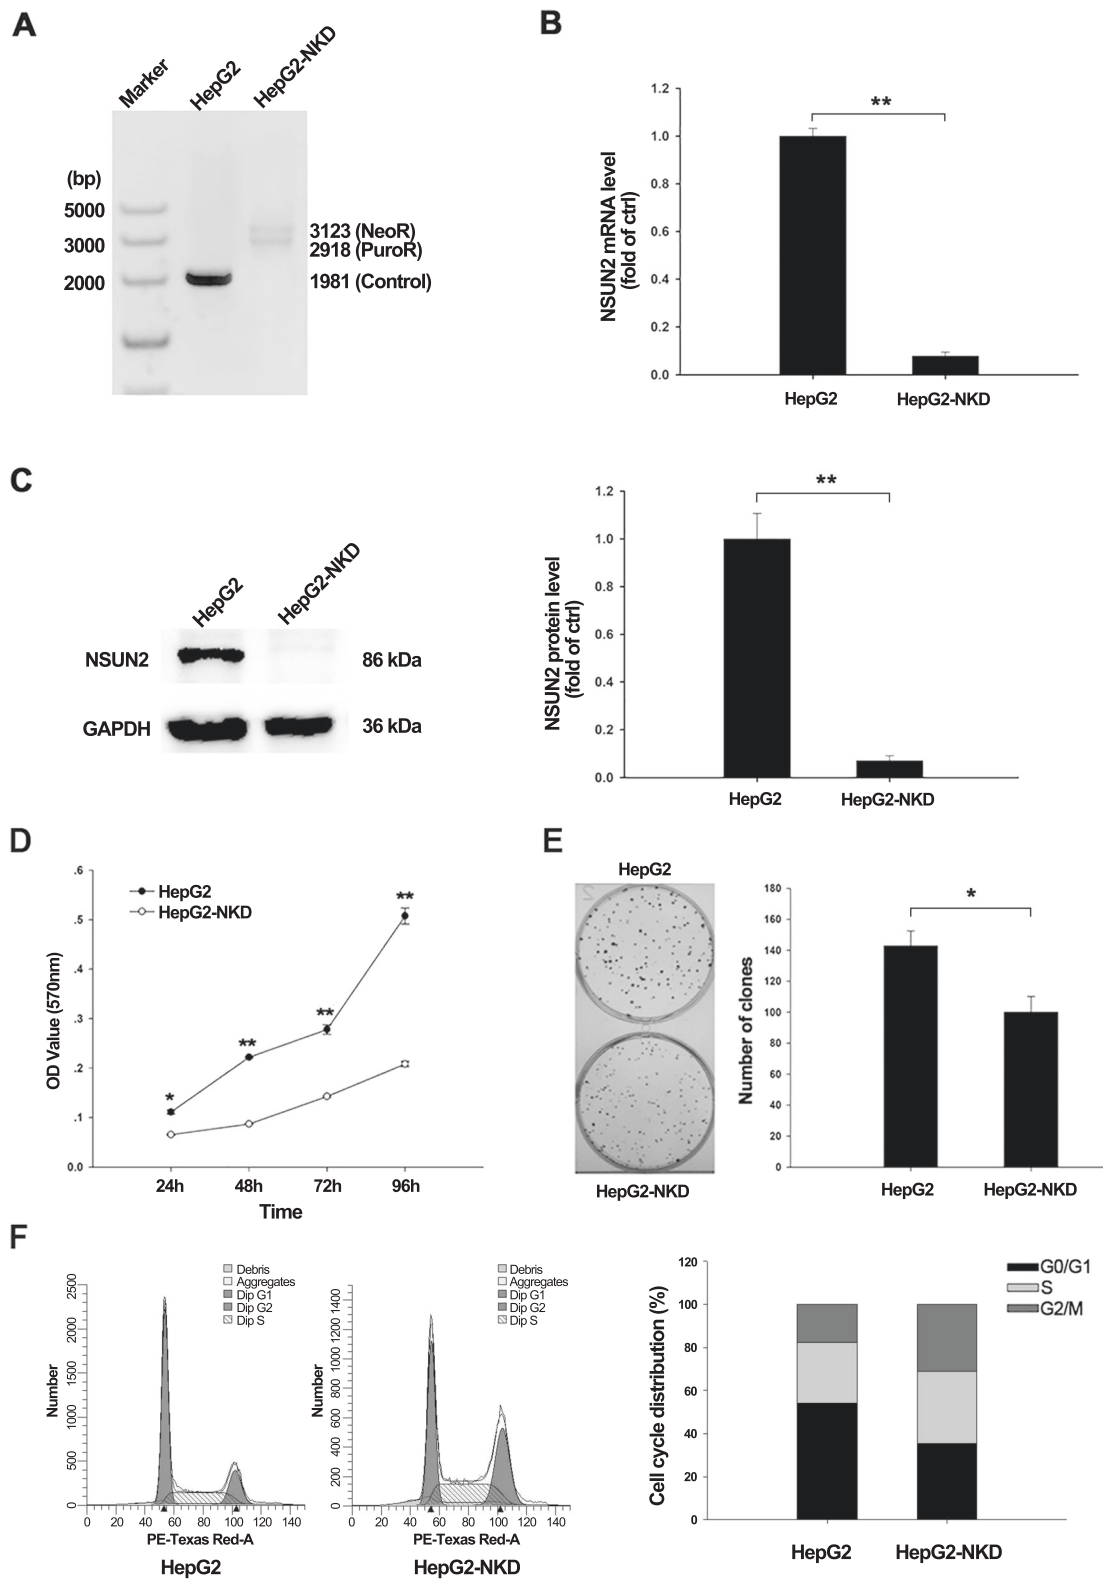 A
Marker
HepG2
HepG2-NKD
(bp)
5000
3000
2000
3123 (NeoR)
2918 (PuroR)
1981 (Control)
B
NSUN2 mRNA level
(fold of ctrl)
1.2
1.0
0.8
0.6
0.4
0.2
0.0
**
HepG2
HepG2-NKD
C
HepG2
HepG2-NKD
NSUN2
86 kDa
GAPDH
36 kDa
NSUN2 protein level
(fold of ctrl)
1.2
1.0
0.8
0.6
0.4
0.2
0.0
**
HepG2
HepG2-NKD
D
OD Value (570nm)
.6
.5
.4
.3
.2
.1
0.0
HepG2
HepG2-NKD
*
**
**
**
24h
48h
72h
96h
Time
E
HepG2
HepG2-NKD
Number of clones
180
160
140
120
100
80
60
40
20
0
*
HepG2
HepG2-NKD
F
Number
2500
2000
1500
1000
500
0
Debris
Aggregates
Dip G1
Dip G2
Dip S
0 20 40 60 80 100 120 140
PE-Texas Red-A
HepG2
Number
1400
1000 1200
800
600
400
200
0
Debris
Aggregates
Dip G1
Dip G2
Dip S
0 20 40 60 80 100 120 140
PE-Texas Red-A
HepG2-NKD
Cell cycle distribution (%)
120
100
80
60
40
20
0
G0/G1
S
G2/M
HepG2
HepG2-NKD